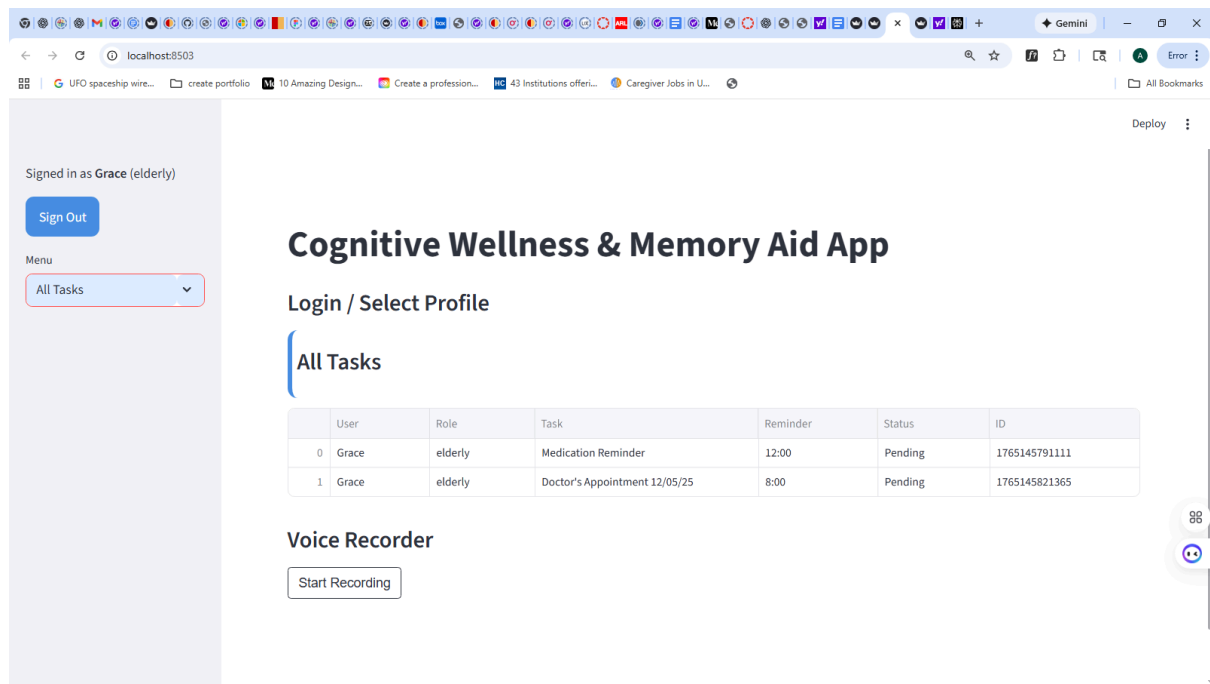 Gemini
localhost:8503
Error
UFO spaceship wire...
create portfolio
10 Amazing Design...
Create a profession...
HC 43 Institutions offeri...
Caregiver Jobs in U...
All Bookmarks
Deploy
Signed in as Grace (elderly)
Sign Out
Menu
All Tasks
Cognitive Wellness & Memory Aid App
Login / Select Profile
All Tasks
User Role Task Reminder Status ID
0 Grace elderly Medication Reminder 12:00 Pending 1765145791111
1 Grace elderly Doctor's Appointment 12/05/25 8:00 Pending 1765145821365
Voice Recorder
Start Recording